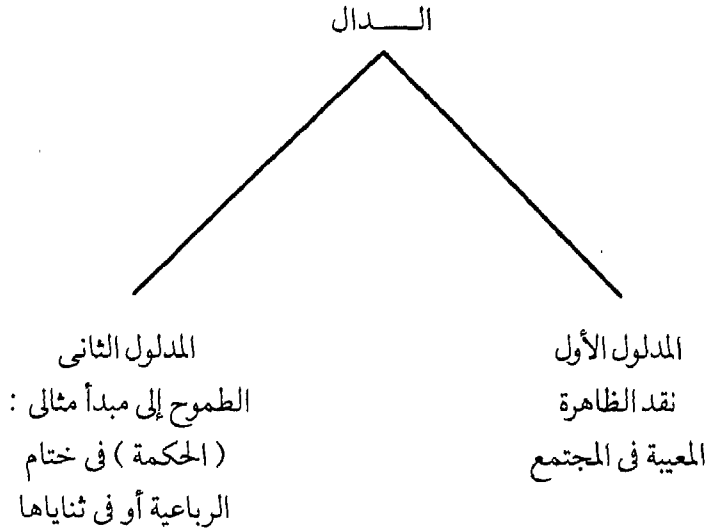 الـــدال
المدلول الأول
نقد الظاهرة
المعيبة فى المجتمع
المدلول الثانى
الطموح إلى مبدأ مثالى :
( الحكمة ) فى ختام
الرباعية أو فى ثناياها